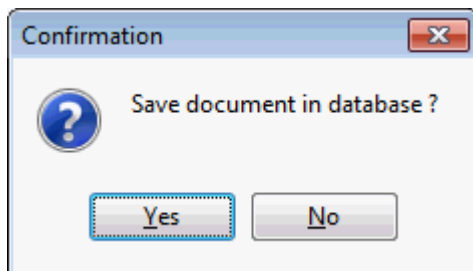 Confirmation
Save document in database ?
Yes
No